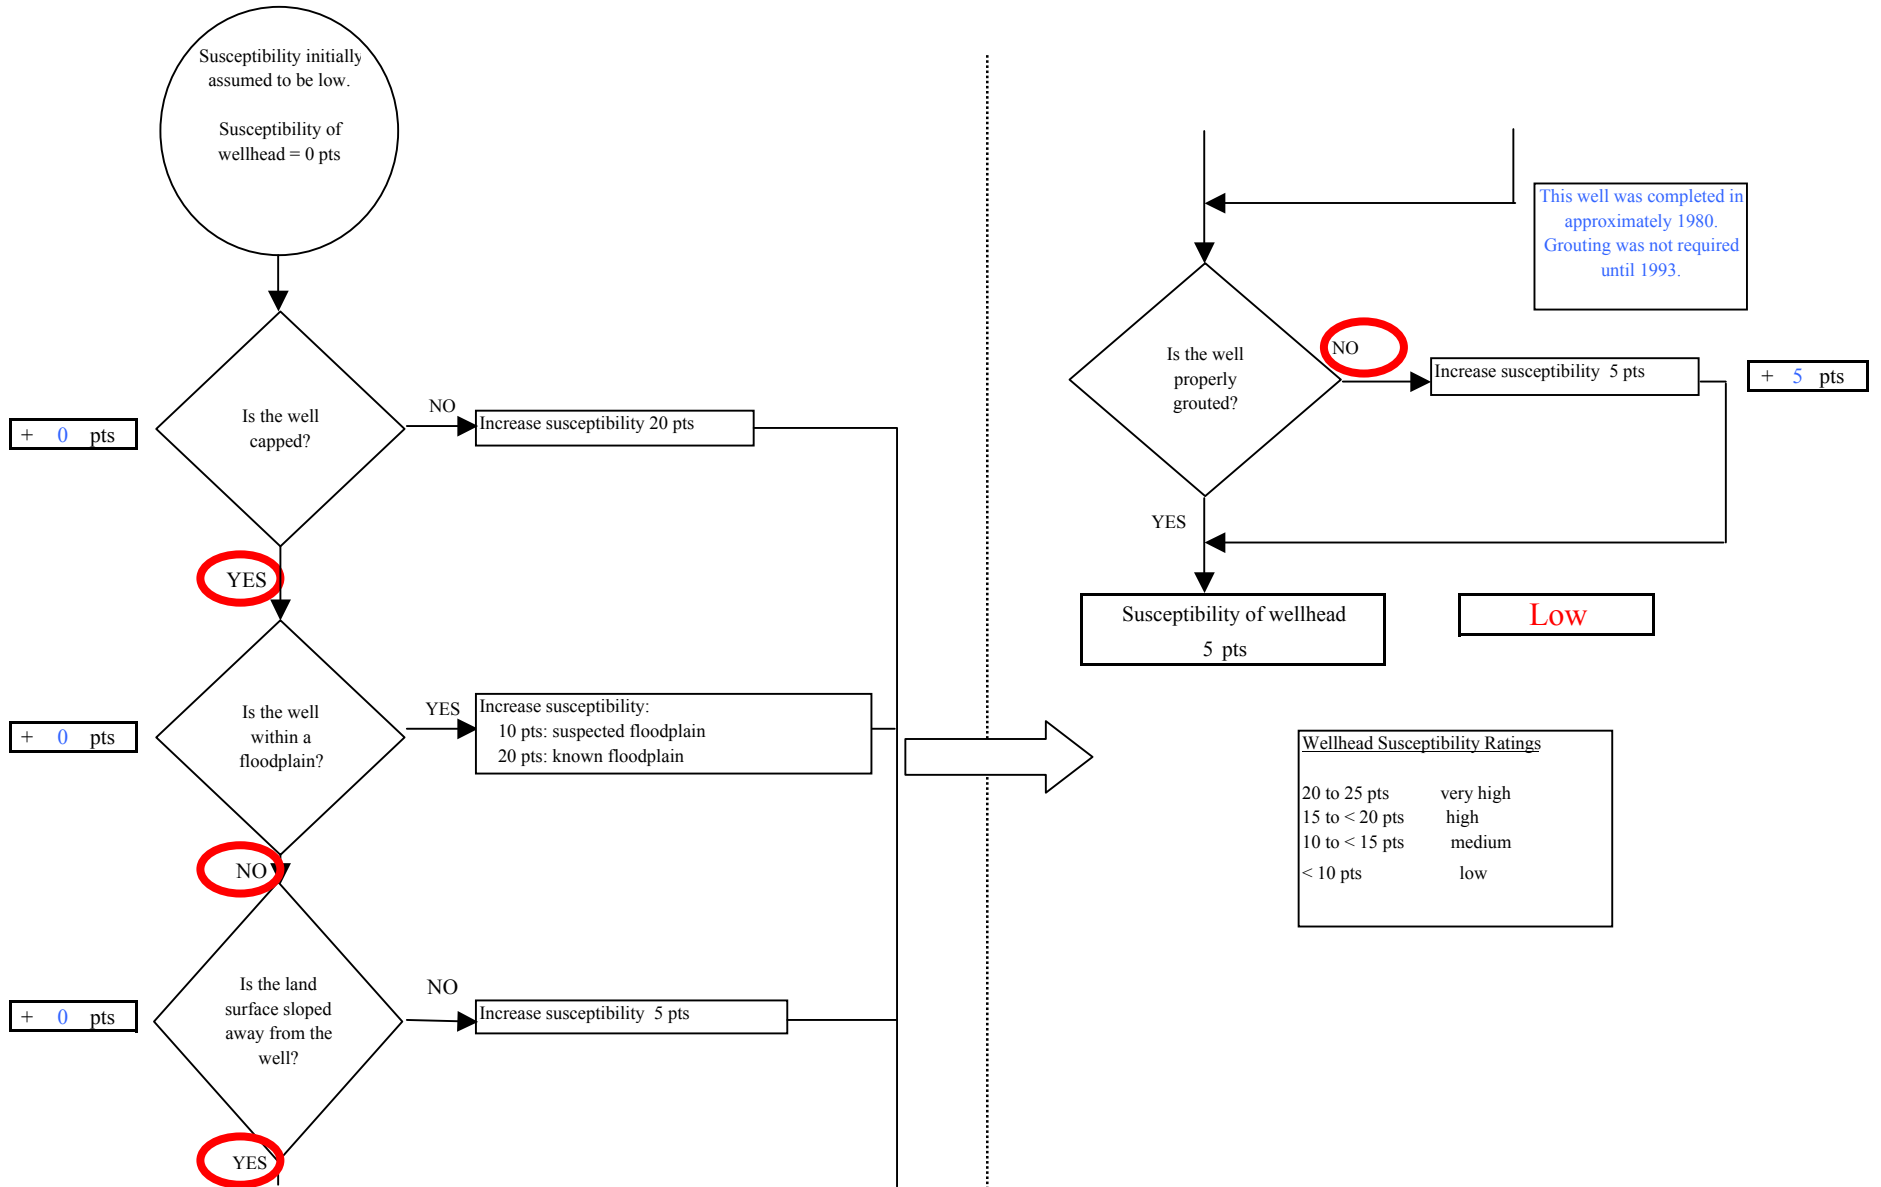 Susceptibility initially
assumed to be low.
Susceptibility of
wellhead = 0 pts
Is the well
capped?
NO
Increase susceptibility 20 pts
+ 0 pts
YES
Is the well
within a
floodplain?
YES
Increase susceptibility:
10 pts: suspected floodplain
20 pts: known floodplain
+ 0 pts
NO
Is the land
surface sloped
away from the
well?
NO
Increase susceptibility 5 pts
+ 0 pts
YES
This well was completed in
approximately 1980.
Grouting was not required
until 1993.
Is the well
properly
grouted?
NO
Increase susceptibility 5 pts
+ 5 pts
YES
Susceptibility of wellhead
5 pts
Low
Wellhead Susceptibility Ratings
20 to 25 pts very high
15 to < 20 pts high
10 to < 15 pts medium
< 10 pts low